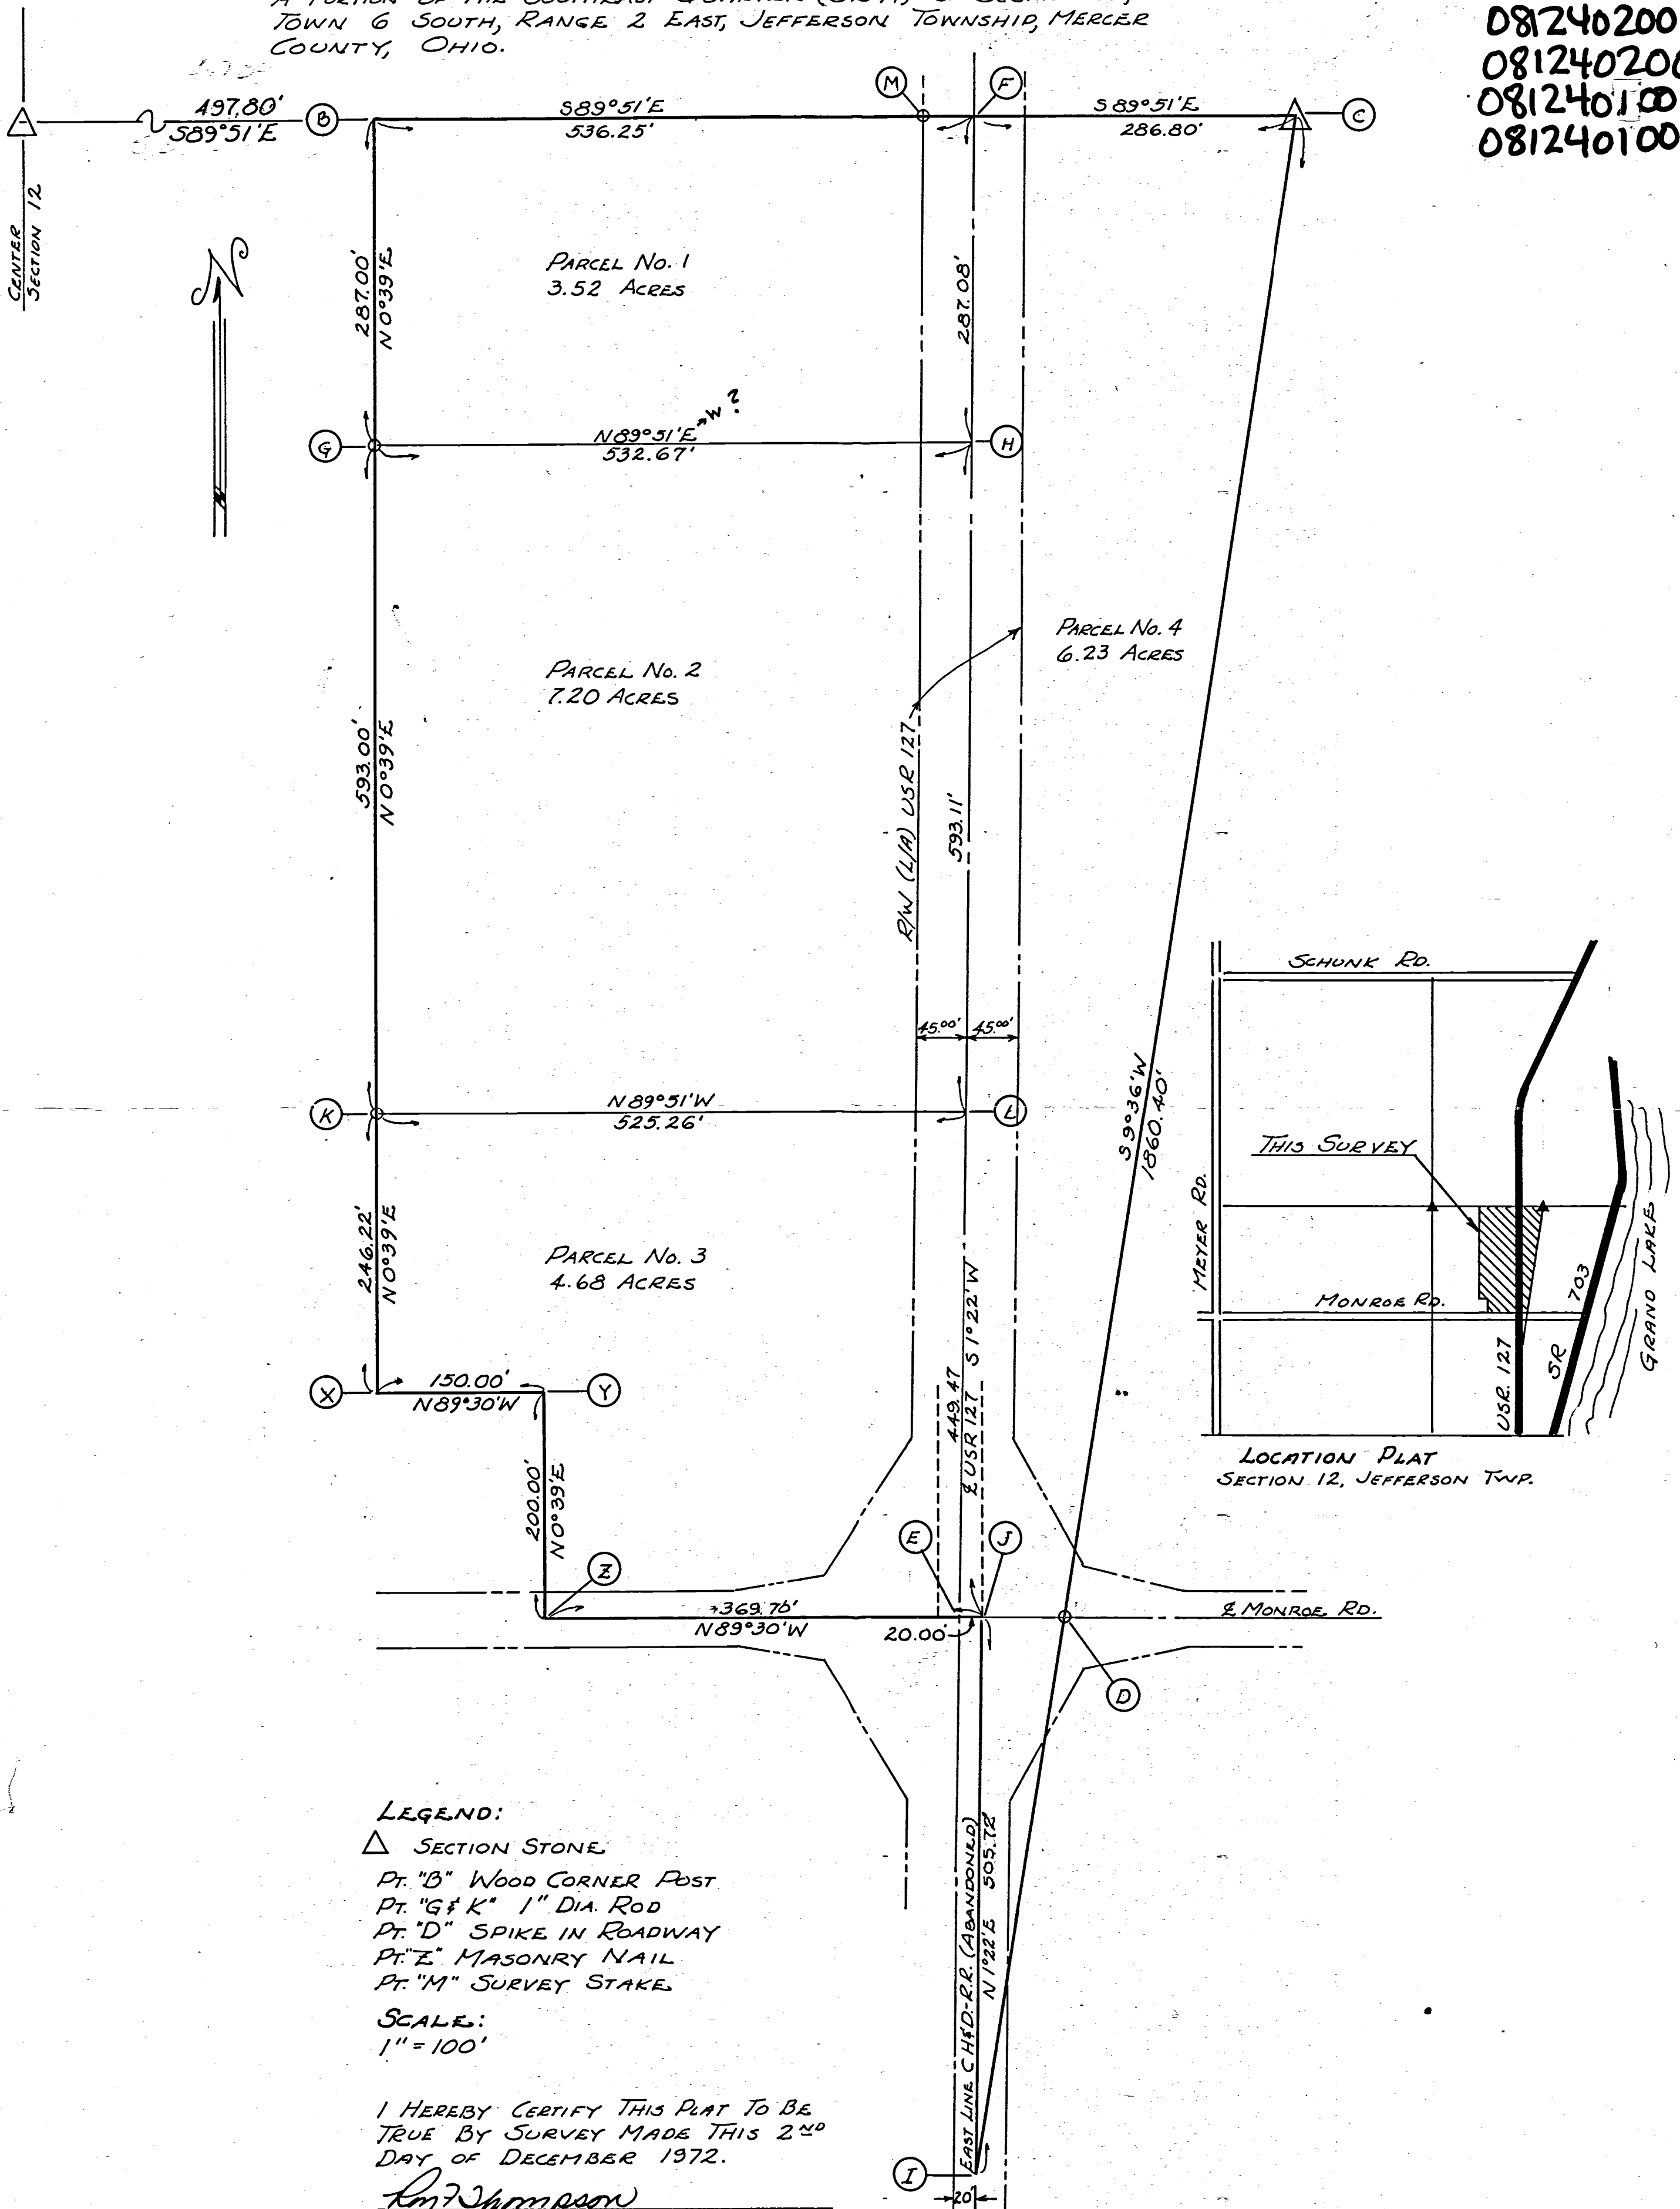 TOWN 6 SOUTH, RANGE 2 EAST, JEFFERSON TOWNSHIP, MERCER
COUNTY, OHIO.
081240200
08124020
081240100
081240100
CENTER
SECTION 12
497.80'
S89°51'E
B
S89°51'E
536.25'
M
F
S89°51'E
286.80'
C
N
287.00'
N0°39'E
PARCEL No. 1
3.52 ACRES
287.08'
G
N89°51'E → W ?
532.67'
H
PARCEL No. 4
6.23 ACRES
PARCEL No. 2
7.20 ACRES
593.00'
N0°39'E
R/W (L/A) USR 127
593.11'
45.00' 45.00'
K
N89°51'W
525.26'
L
S9°36'W
1860.40'
246.22'
N0°39'E
PARCEL No. 3
4.68 ACRES
X
150.00'
N89°30'W
Y
449.47
℄ USR 127 S1°22'W
200.00'
N0°39'E
Z
E
J
369.76'
N89°30'W
20.00'
℄ MONROE RD.
D
SCHUNK RD.
THIS SURVEY
MEYER RD.
MONROE RD.
USR. 127
SR 703
GRAND LAKE
LOCATION PLAT
SECTION 12, JEFFERSON TWP.
LEGEND:
△ SECTION STONE
PT. "B" WOOD CORNER POST
PT. "G & K" 1" DIA. ROD
PT. "D" SPIKE IN ROADWAY
PT. "Z" MASONRY NAIL
PT. "M" SURVEY STAKE
SCALE:
1" = 100'
EAST LINE C H & D.-R.R. (ABANDONED)
N1°22'E 505.72'
I
20'
I HEREBY CERTIFY THIS PLAT TO BE
TRUE BY SURVEY MADE THIS 2ND
DAY OF DECEMBER 1972.
Thompson